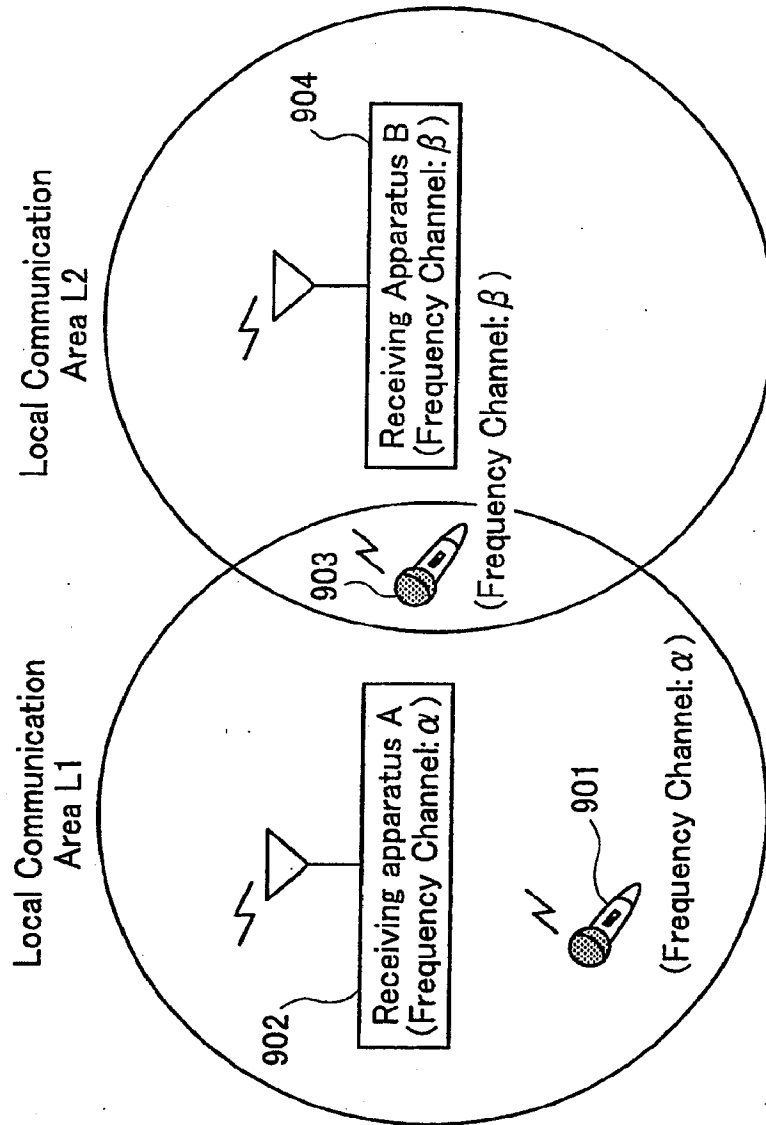 Local Communication
Area L1
Local Communication
Area L2
902
Receiving apparatus A
(Frequency Channel: α)
904
Receiving Apparatus B
(Frequency Channel: β)
903
(Frequency Channel: β)
901
(Frequency Channel: α)